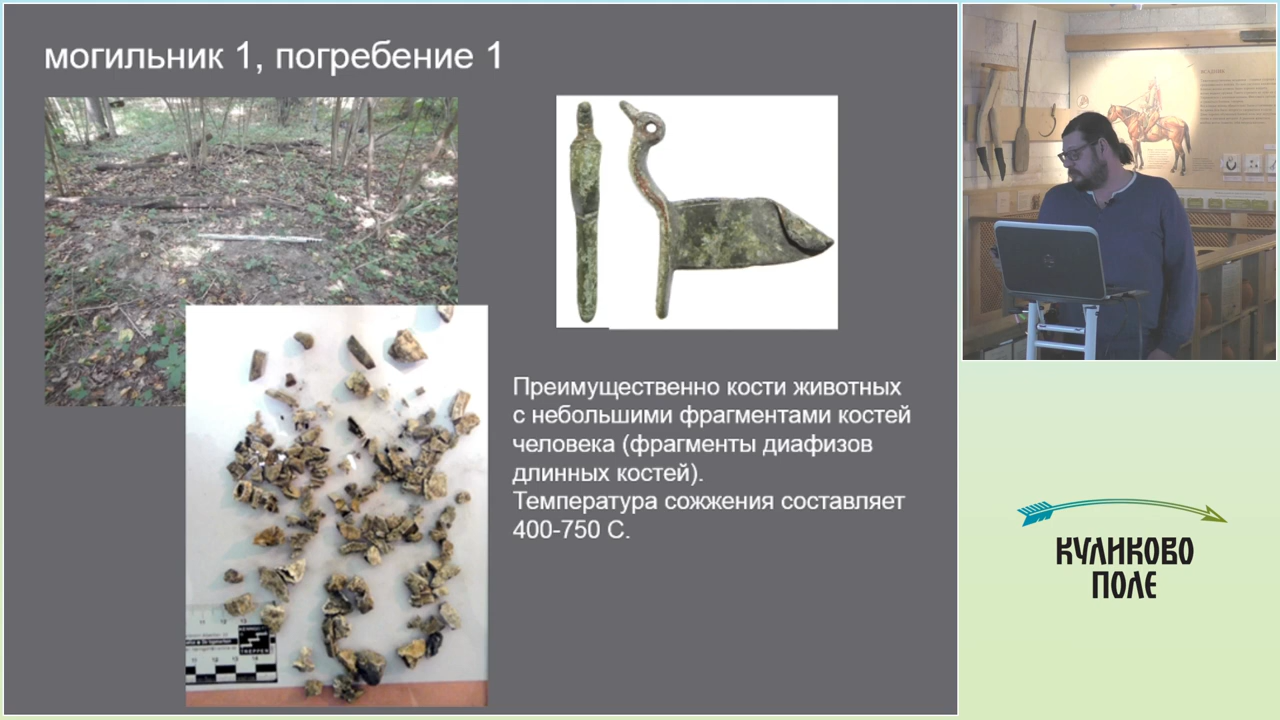 могильник 1, погребение 1
Преимущественно кости животных
с небольшими фрагментами костей
человека (фрагменты диафизов
длинных костей).
Температура сожжения составляет
400-750 С.
КУЛИКОВО
ПОЛЕ